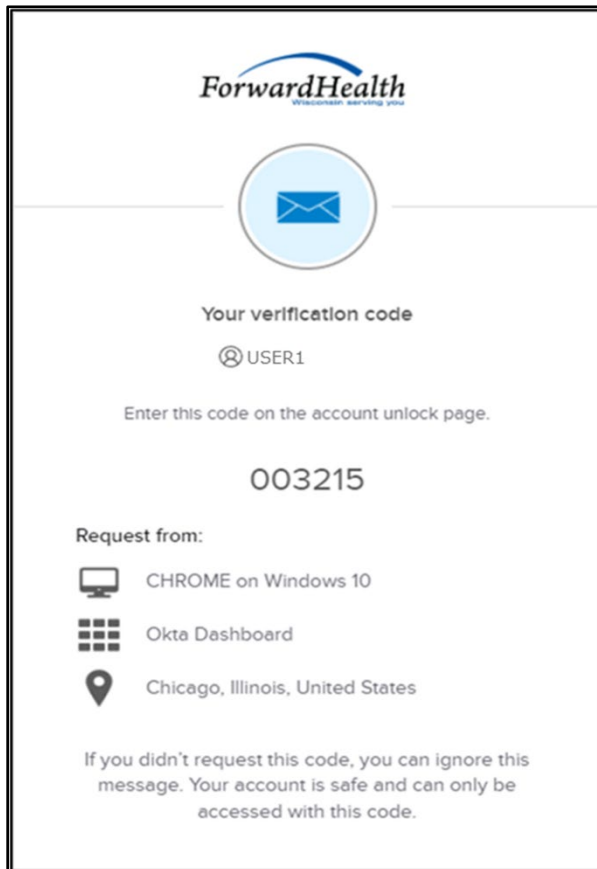 ForwardHealth
Wisconsin serving you
Your verification code
USER1
Enter this code on the account unlock page.
003215
Request from:
CHROME on Windows 10
Okta Dashboard
Chicago, Illinois, United States
If you didn't request this code, you can ignore this
message. Your account is safe and can only be
accessed with this code.